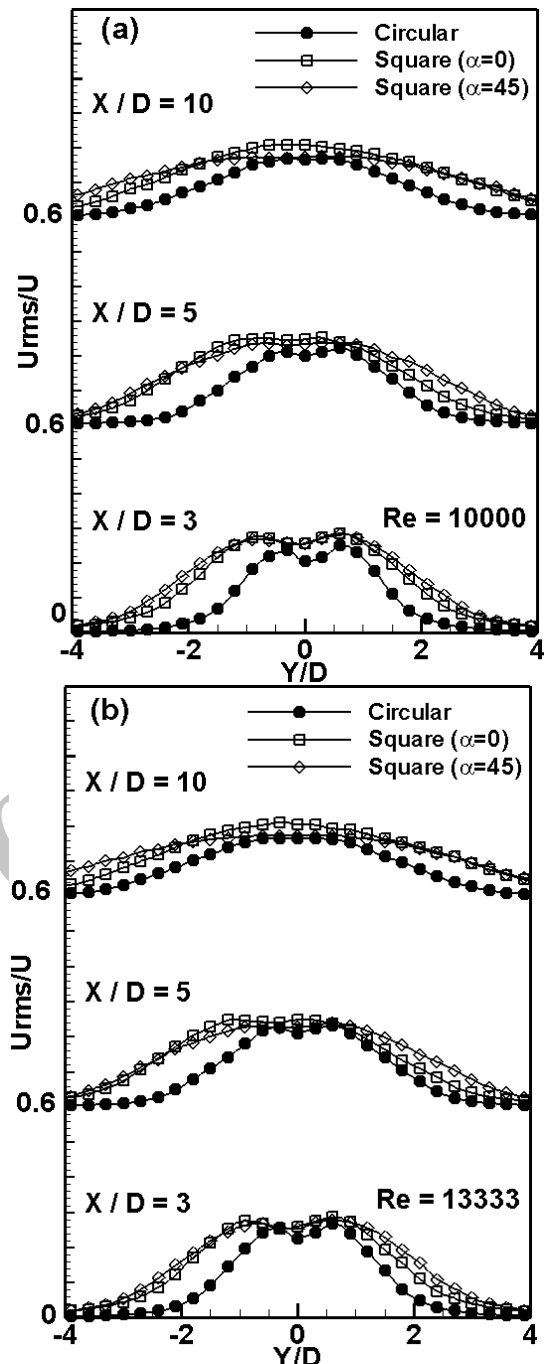 (a)
Circular
Square (α=0)
Square (α=45)
X / D = 10
0.6
Urms/U
X / D = 5
0.6
X / D = 3
Re = 10000
0
-4 -2 0 2 4
Y/D
(b)
Circular
Square (α=0)
Square (α=45)
X / D = 10
0.6
Urms/U
X / D = 5
0.6
X / D = 3
Re = 13333
0
-4 -2 0 2 4
Y/D